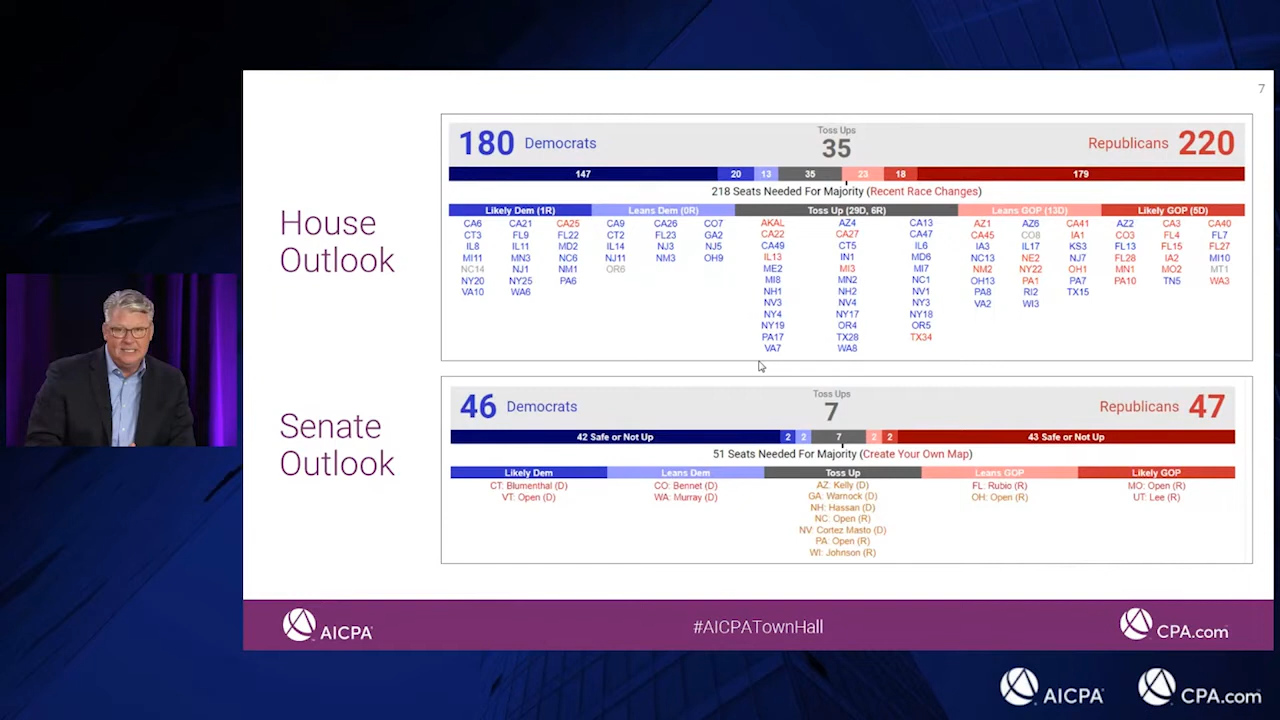 7
House
Outlook
180 Democrats
Toss Ups
35
Republicans 220
147 20 13 35 23 18 179
218 Seats Needed For Majority (Recent Race Changes)
Likely Dem (1R) Leans Dem (0R) Toss Up (29D, 6R) Leans GOP (13D) Likely GOP (5D)
CA6 CA21 CA25 CA9 CA26 CO7 AKAL AZ4 CA13 AZ1 AZ6 CA41 AZ2 CA3 CA40
CT3 FL9 FL22 CT2 FL23 GA2 CA22 CA27 CA47 CA45 CO8 IA1 CO3 FL4 FL7
IL8 IL11 MD2 IL14 NJ3 NJ5 CA49 CT5 IL6 IA3 IL17 KS3 FL13 FL15 FL27
MI11 MN3 NC6 NJ11 NM3 OH9 IL13 IN1 MD6 NC13 NE2 NJ7 FL28 IA2 MI10
NC14 NJ1 NM1 OR6 ME2 MI3 MI7 NM2 NY22 OH1 MN1 MO2 MT1
NY20 NY25 PA6 MI8 MN2 NC1 OH13 PA1 PA7 PA10 TN5 WA3
VA10 WA6 NH1 NH2 NV1 PA8 RI2 TX15
NV3 NV4 NY3 VA2 WI3
NY4 NY17 NY18
NY19 OR4 OR5
PA17 TX28 TX34
VA7 WA8
Senate
Outlook
46 Democrats
Toss Ups
7
Republicans 47
42 Safe or Not Up 2 2 7 2 2 43 Safe or Not Up
51 Seats Needed For Majority (Create Your Own Map)
Likely Dem Leans Dem Toss Up Leans GOP Likely GOP
CT: Blumenthal (D) CO: Bennet (D) AZ: Kelly (D) FL: Rubio (R) MO: Open (R)
VT: Open (D) WA: Murray (D) GA: Warnock (D) OH: Open (R) UT: Lee (R)
NH: Hassan (D)
NC: Open (R)
NV: Cortez Masto (D)
PA: Open (R)
WI: Johnson (R)
AICPA #AICPATownHall CPA.com
AICPA CPA.com